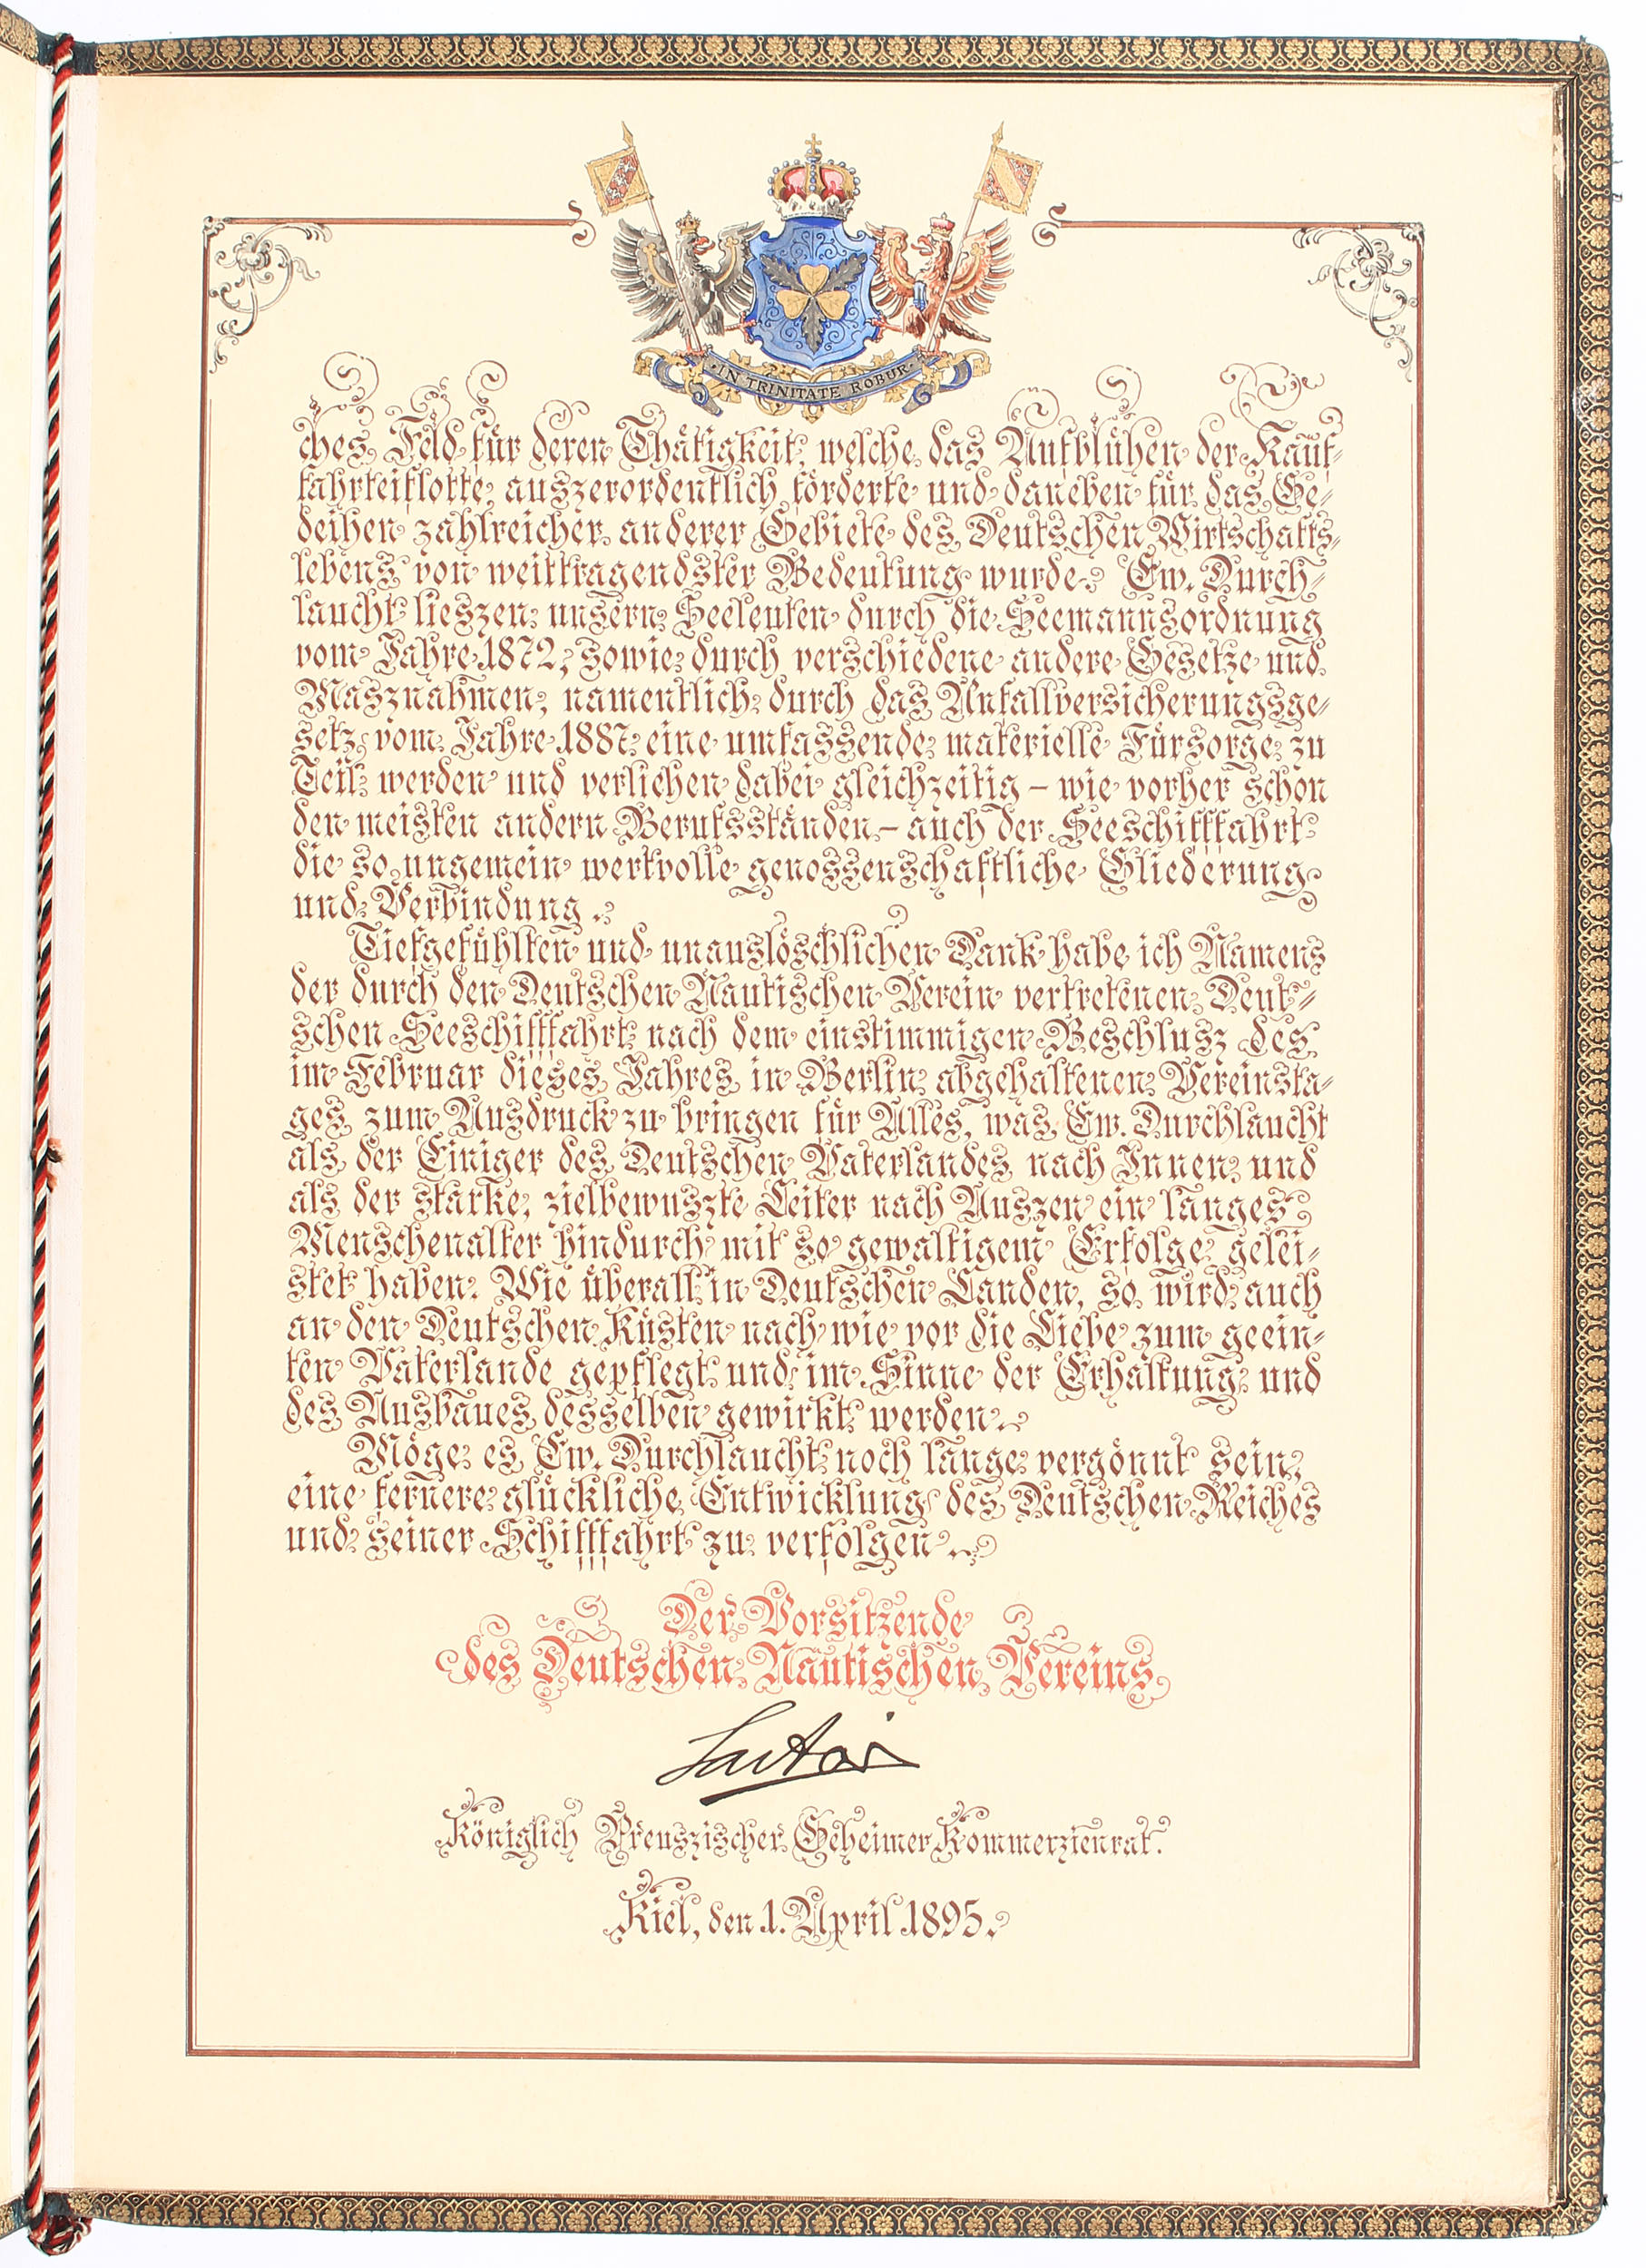 IN TRINITATE ROBUR
ches Feld für deren Thätigkeit, welche das Aufblühen der Kauf-
fahrteiflotte auszerordentlich förderte und daneben für das Ge-
deihen zahlreicher anderer Gebiete des Deutschen Wirtschafts-
lebens von weittragendster Bedeutung wurde. Ew. Durch-
laucht lieszen unsern Seeleuten durch die Seemannsordnung
vom Jahre 1872, sowie durch verschiedene andere Gesetze und
Masznahmen, namentlich durch das Unfallversicherungsge-
setz vom Jahre 1887 eine umfassende materielle Fürsorge zu
Teil werden und verliehen dabei gleichzeitig – wie vorher schon
den meisten andern Berufsständen – auch der Seeschifffahrt
die so ungemein wertvolle genossenschaftliche Gliederung
und Verbindung.
Tiefgefühlten und unauslöschlichen Dank habe ich Namens
der durch den Deutschen Nautischen Verein vertretenen Deut-
schen Seeschifffahrt nach dem einstimmigen Beschlusz des
im Februar dieses Jahres in Berlin abgehaltenen Vereinsta-
ges zum Ausdruck zu bringen für Alles, was Ew. Durchlaucht
als der Einiger des Deutschen Vaterlandes nach Innen und
als der starke, zielbewuszte Leiter nach Auszen ein langes
Menschenalter hindurch mit so gewaltigem Erfolge gelei-
stet haben. Wie überall in Deutschen Landen, so wird auch
an den Deutschen Küsten nach wie vor die Liebe zum geein-
ten Vaterlande gepflegt und im Sinne der Erhaltung und
des Ausbaues desselben gewirkt werden.
Möge es Ew. Durchlaucht noch lange vergönnt sein,
eine fernere glückliche Entwicklung des Deutschen Reiches
und seiner Schifffahrt zu verfolgen.
Der Vorsitzende
des Deutschen Nautischen Vereins
Sartori
Königlich Preuszischer Geheimer Kommerzienrat.
Kiel, den 1. April 1895.